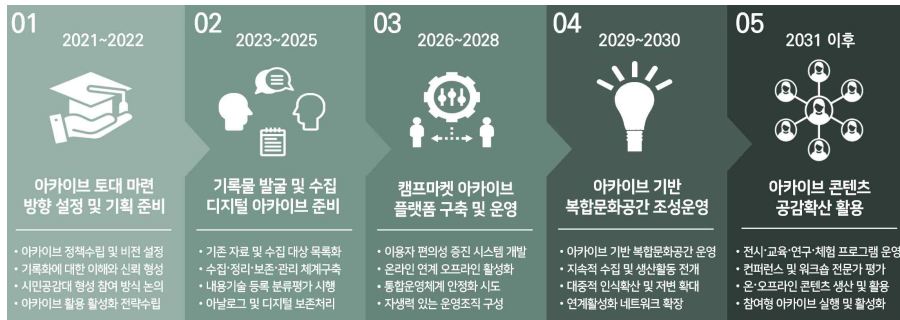 01
2021~2022
아카이브 토대 마련
방향 설정 및 기획 준비
• 아카이브 정책수립 및 비전 설정
• 기록화에 대한 이해와 신뢰 형성
• 시민공감대 형성 참여 방식 논의
• 아카이브 활용 활성화 전략수립
02
2023~2025
기록물 발굴 및 수집
디지털 아카이브 준비
• 기존 자료 및 수집 대상 목록화
• 수집·정리·보존·관리 체계구축
• 내용기술 등록 분류평가 시행
• 아날로그 및 디지털 보존처리
03
2026~2028
캠프마켓 아카이브
플랫폼 구축 및 운영
• 이용자 편의성 증진 시스템 개발
• 온라인 연계 오프라인 활성화
• 통합운영체계 안정화 시도
• 자생력 있는 운영조직 구성
04
2029~2030
아카이브 기반
복합문화공간 조성운영
• 아카이브 기반 복합문화공간 운영
• 지속적 수집 및 생산활동 전개
• 대중적 인식확산 및 저변 확대
• 연계활성화 네트워크 확장
05
2031 이후
아카이브 콘텐츠
공감확산 활용
• 전시·교육·연구·체험 프로그램 운영
• 컨퍼런스 및 워크숍 전문가 평가
• 온·오프라인 콘텐츠 생산 및 활용
• 참여형 아카이브 실행 및 활성화